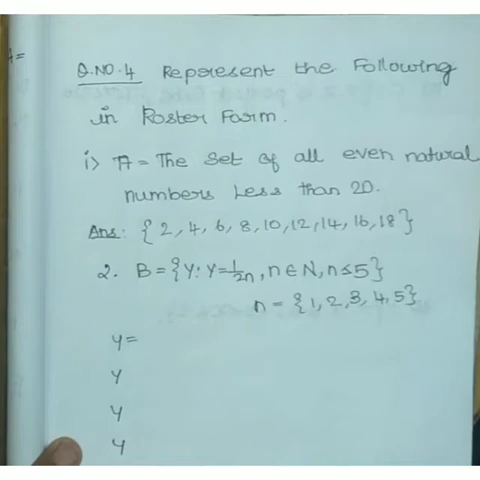 A=
Q.NO.4 Represent the Following
in Roster Form.
i> A = The Set of all even natural
numbers Less than 20.
Ans: {2, 4, 6, 8, 10, 12, 14, 16, 18}
2. B = {Y: Y = 1/2n, n ∈ N, n ≤ 5}
n = {1, 2, 3, 4, 5}
Y=
Y
Y
Y